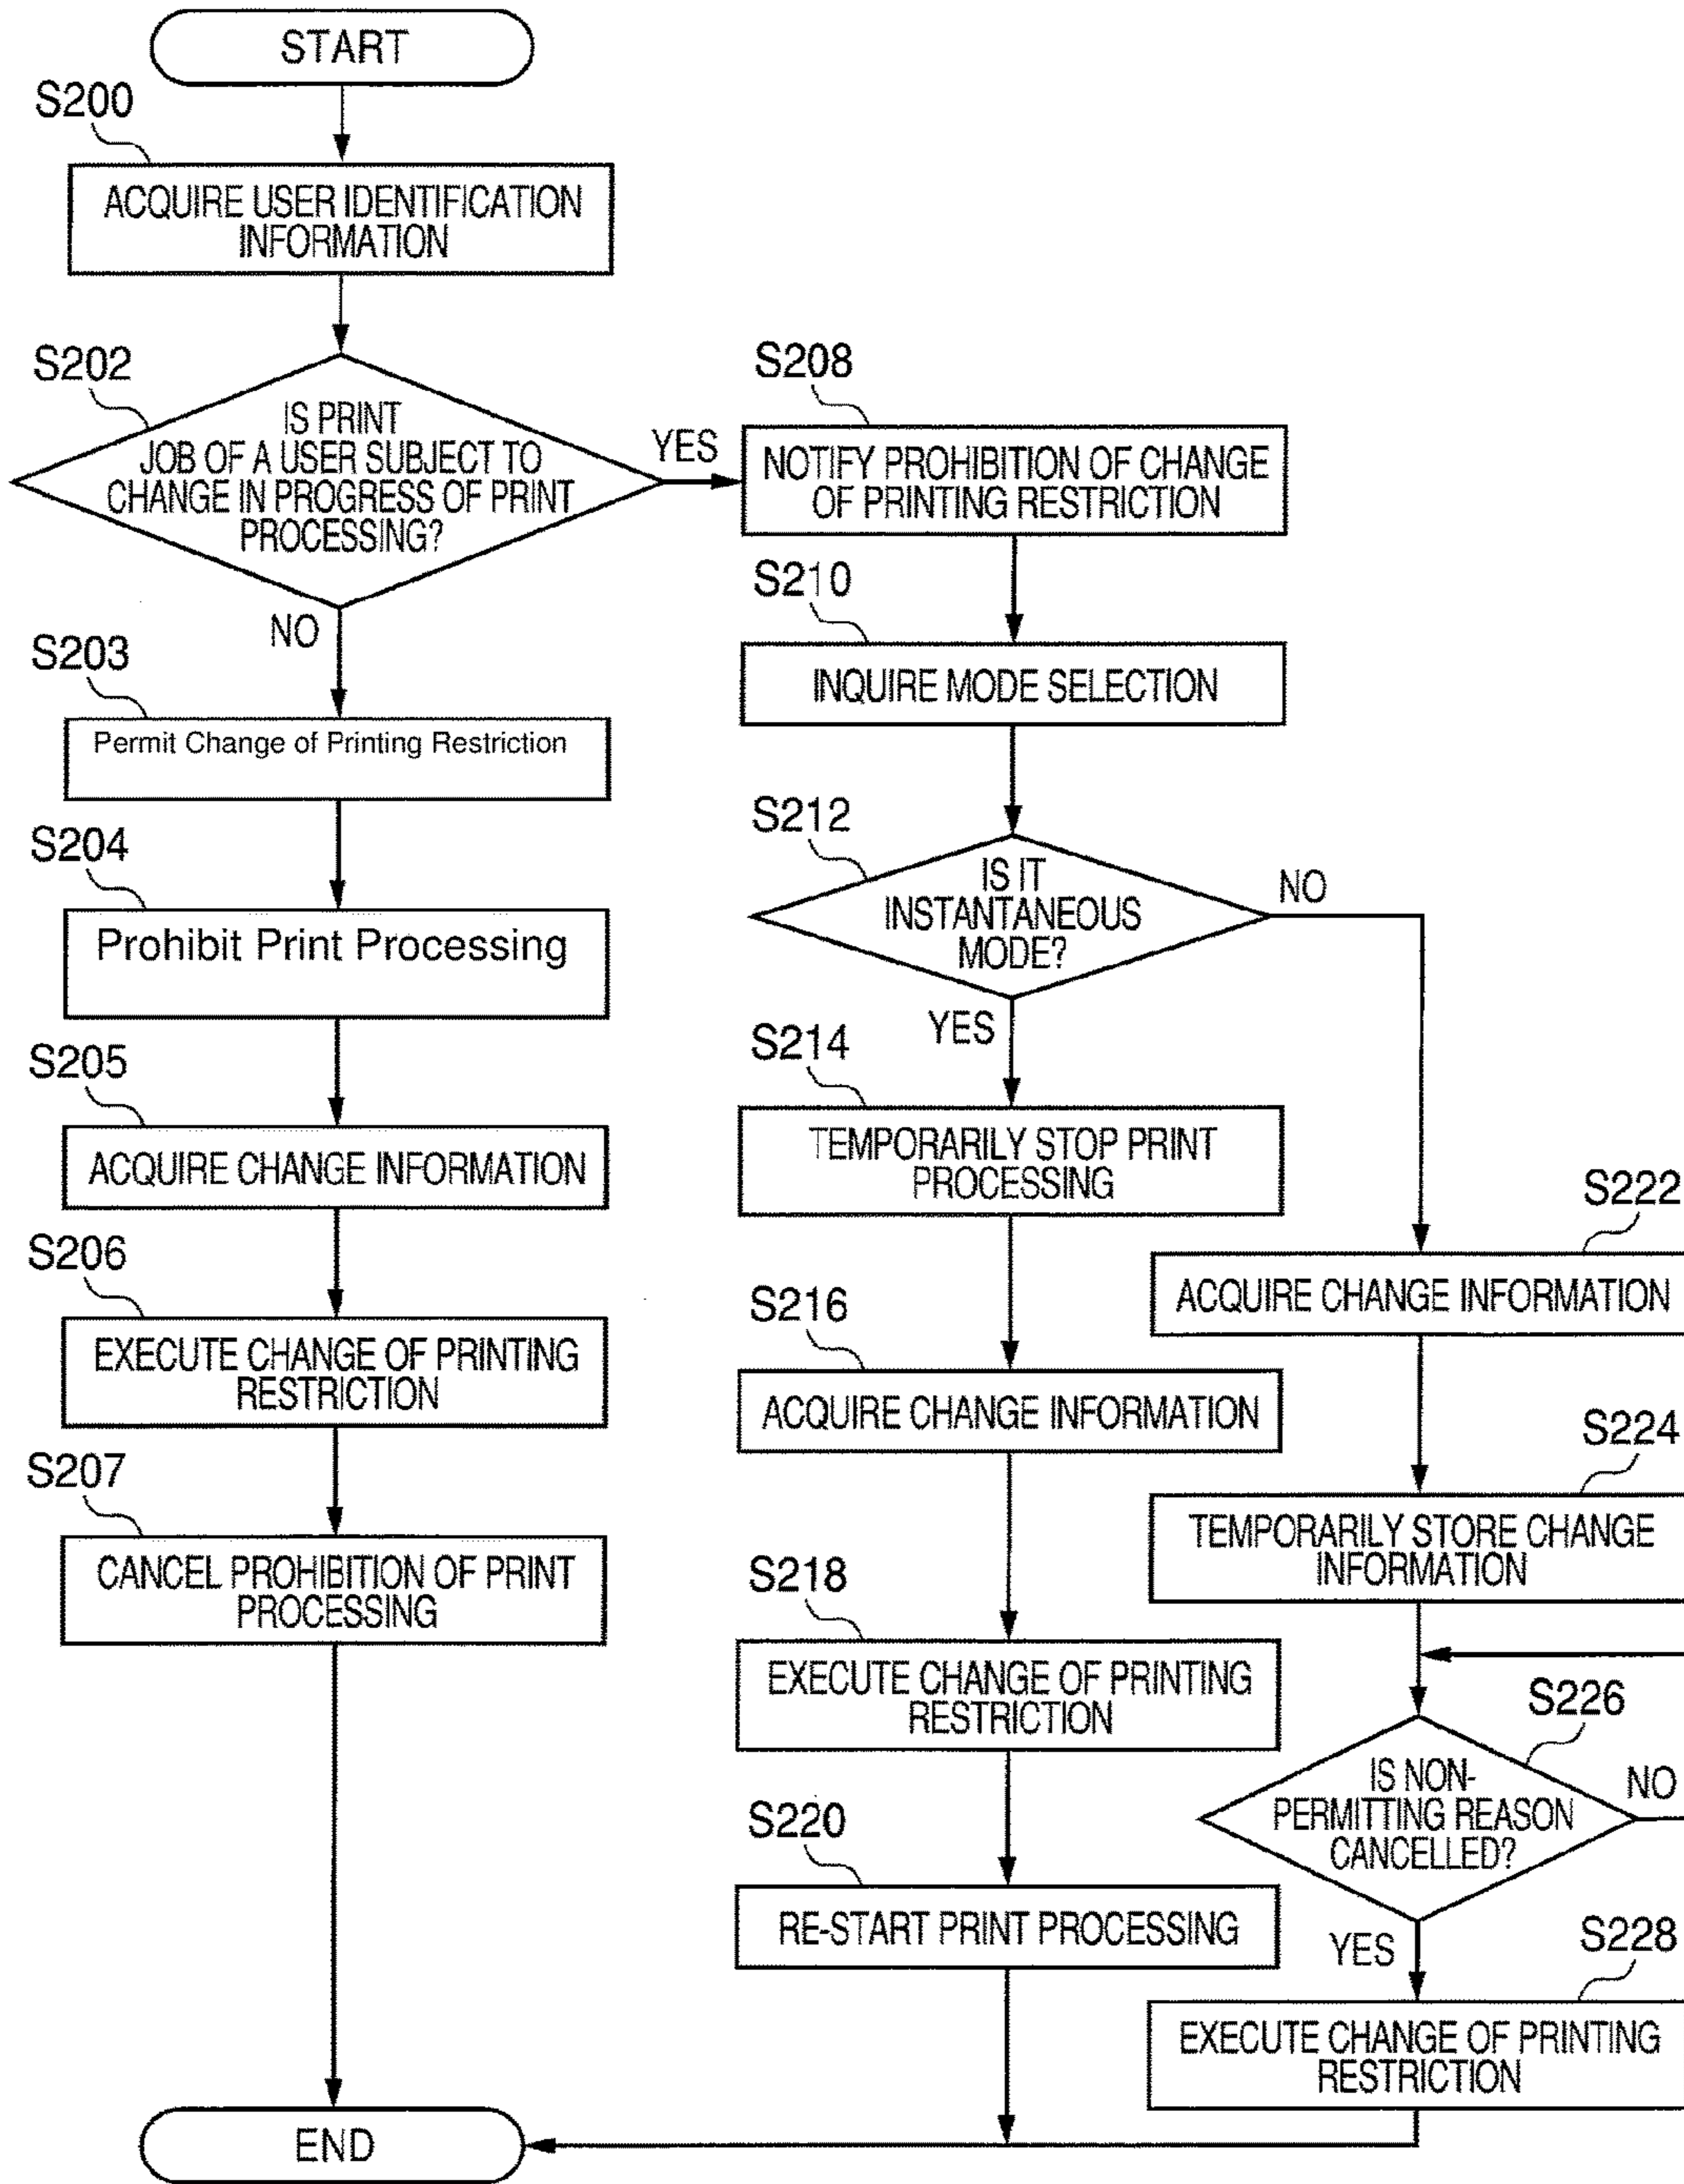 START
S200
ACQUIRE USER IDENTIFICATION
INFORMATION
S202
IS PRINT
JOB OF A USER SUBJECT TO
CHANGE IN PROGRESS OF PRINT
PROCESSING?
YES
NO
S203
Permit Change of Printing Restriction
S204
Prohibit Print Processing
S205
ACQUIRE CHANGE INFORMATION
S206
EXECUTE CHANGE OF PRINTING
RESTRICTION
S207
CANCEL PROHIBITION OF PRINT
PROCESSING
S208
NOTIFY PROHIBITION OF CHANGE
OF PRINTING RESTRICTION
S210
INQUIRE MODE SELECTION
S212
IS IT
INSTANTANEOUS
MODE?
NO
YES
S214
TEMPORARILY STOP PRINT
PROCESSING
S216
ACQUIRE CHANGE INFORMATION
S218
EXECUTE CHANGE OF PRINTING
RESTRICTION
S220
RE-START PRINT PROCESSING
S222
ACQUIRE CHANGE INFORMATION
S224
TEMPORARILY STORE CHANGE
INFORMATION
S226
IS NON-
PERMITTING REASON
CANCELLED?
NO
YES
S228
EXECUTE CHANGE OF PRINTING
RESTRICTION
END